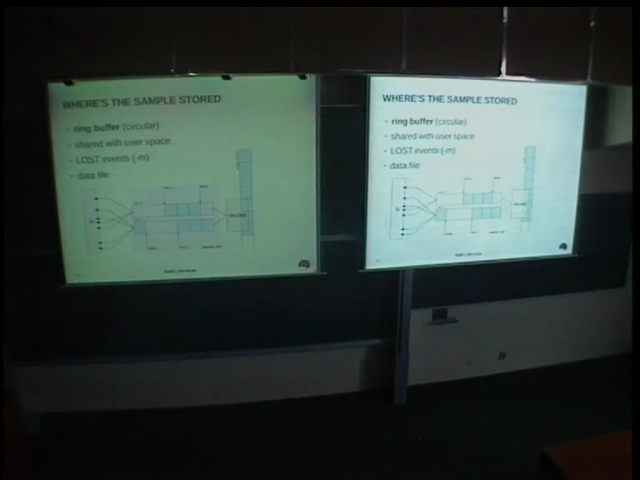 WHERE'S THE SAMPLE STORED
ring buffer (circular)
shared with user space
LOST events (-m)
data file
WHERE'S THE SAMPLE STORED
ring buffer (circular)
shared with user space
LOST events (-m)
data file